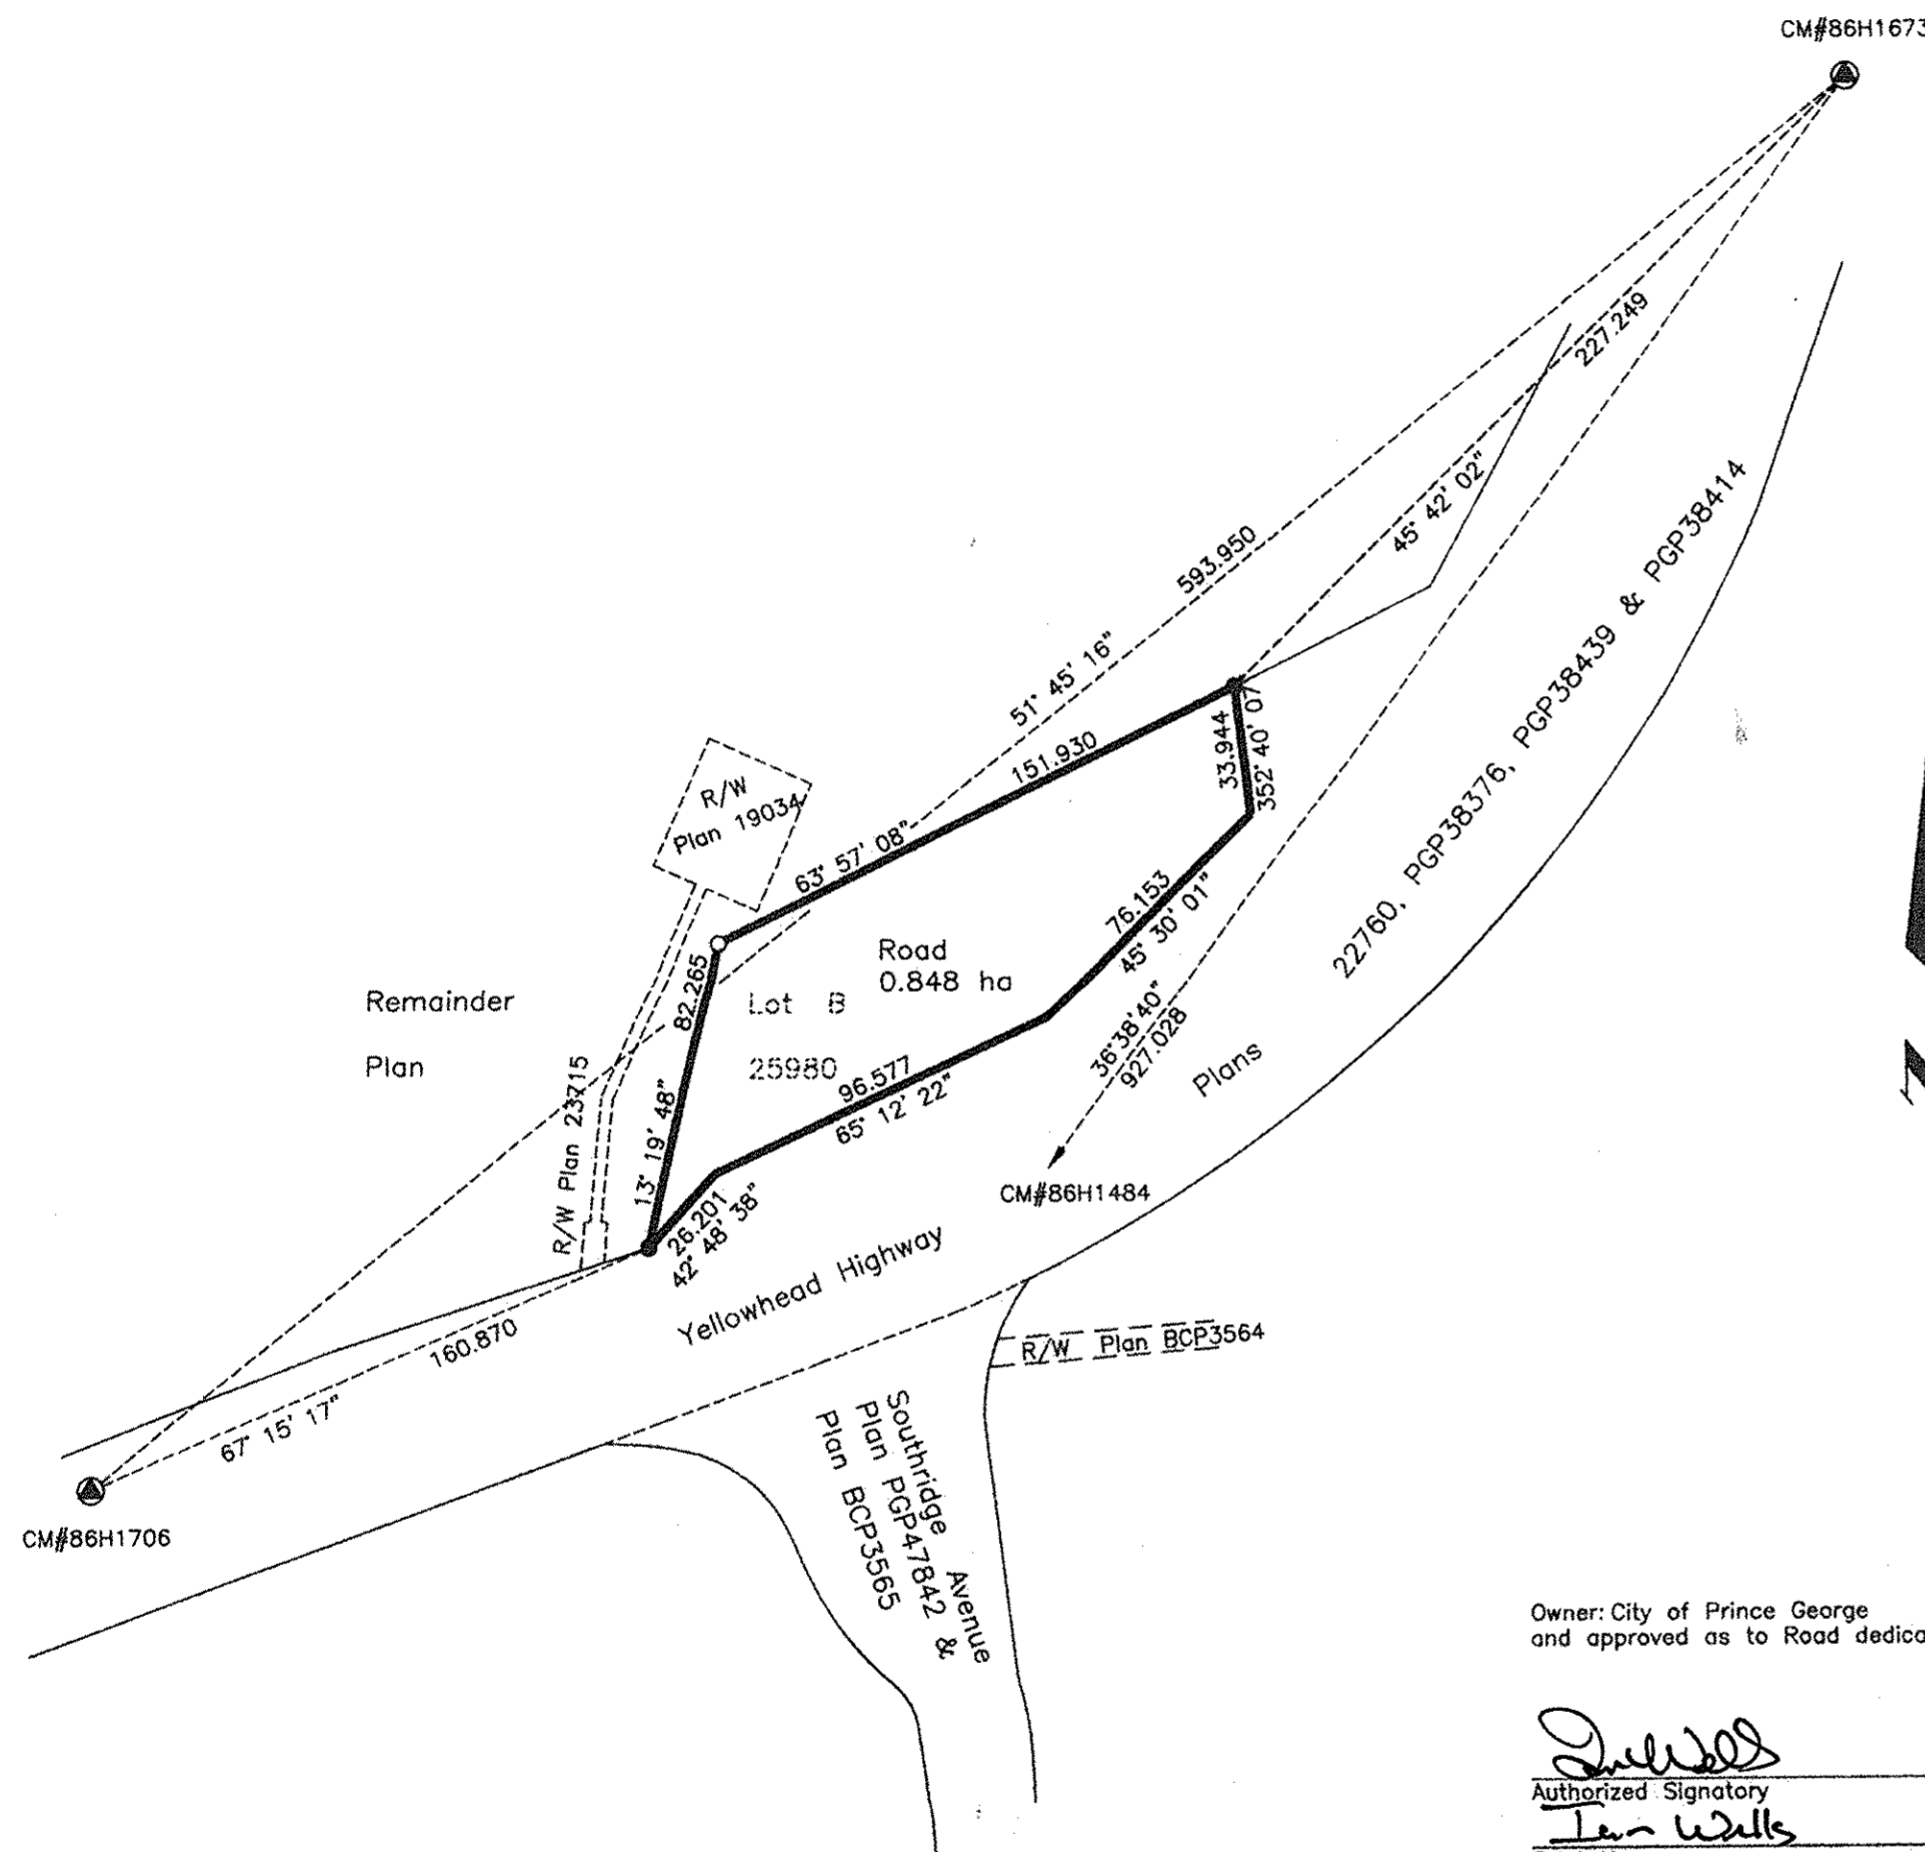 CM#86H1673
227.249
45° 42' 02"
593.950
51° 45' 16"
22760, PGP38376, PGP38439 & PGP38414
Plans
151.930
63° 57' 08"
33.944
352° 40' 07
R/W
Plan 19034
76.153
45° 30' 01"
Road
0.848 ha
Remainder
Lot B
Plan
25980
82.265
13° 19' 48"
96.577
65° 12' 22"
36°38'40"
927.028
CM#86H1484
R/W Plan 23715
26.201
42° 48' 38"
Yellowhead Highway
160.870
67° 15' 17"
R/W Plan BCP3564
Southridge Avenue
Plan PGP47842 &
Plan BCP3565
CM#86H1706
Owner: City of Prince George
and approved as to Road dedica
Authorized Signatory
Ian Wells